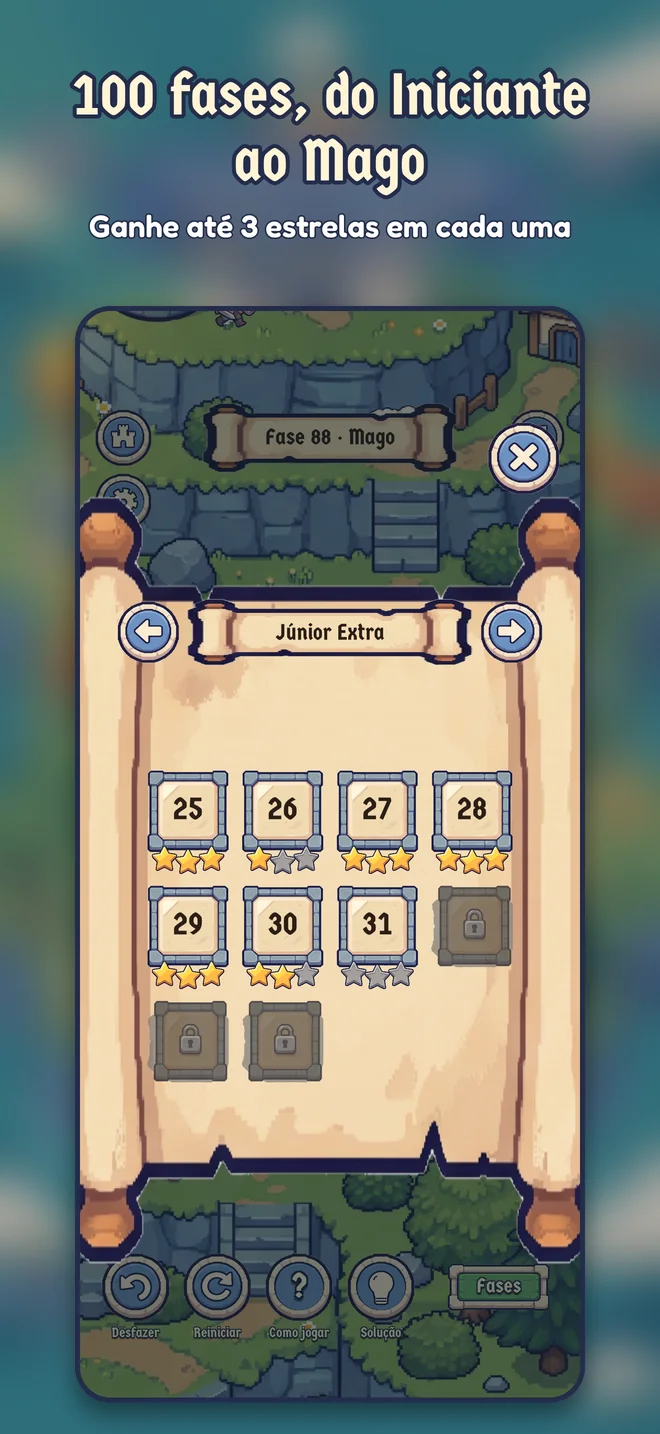 100 fases, do Iniciante
ao Mago
Ganhe até 3 estrelas em cada uma
Fase 88 · Mago
Júnior Extra
25 26 27 28
29 30 31
?
Desfazer Reiniciar Como jogar Solução Fases